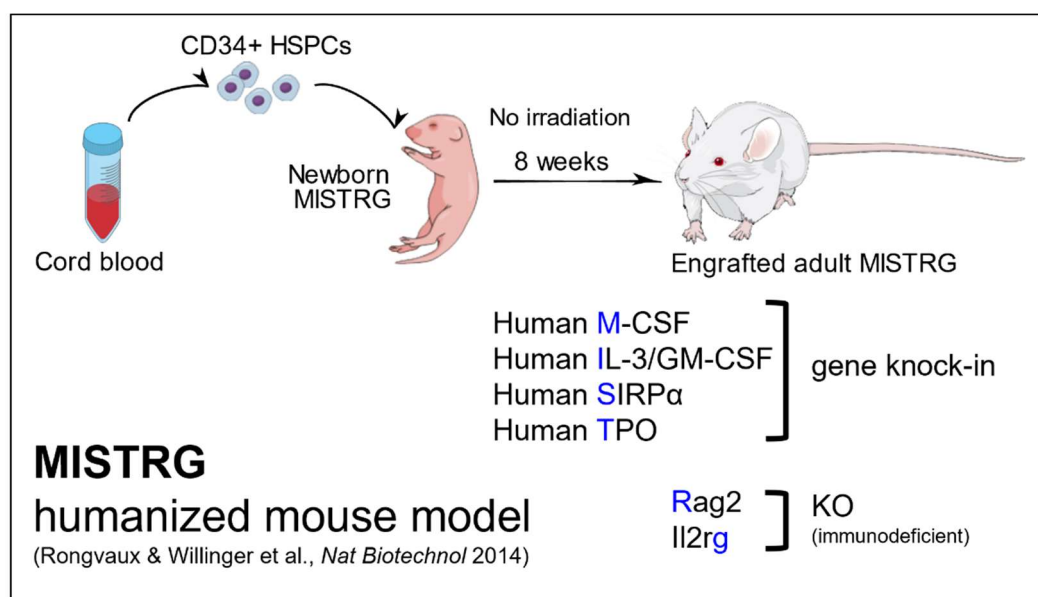 CD34+ HSPCs
No irradiation
8 weeks
Newborn
MISTRG
Cord blood
Engrafted adult MISTRG
Human M-CSF
Human IL-3/GM-CSF
Human SIRPα
Human TPO
gene knock-in
MISTRG
humanized mouse model
(Rongvaux & Willinger et al., Nat Biotechnol 2014)
Rag2
Il2rg
KO
(immunodeficient)